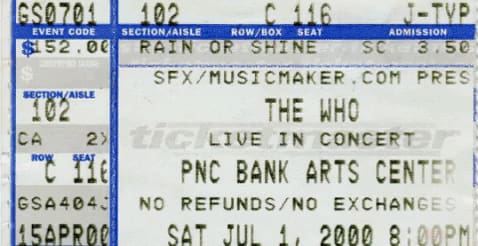 GS0701 102 C 116 J-TYP
EVENT CODE SECTION/AISLE ROW/BOX SEAT ADMISSION
$152.00 RAIN OR SHINE SC 3.50
$
SFX/MUSICMAKER.COM PRES
SECTION/AISLE
102 THE WHO
CA 2X LIVE IN CONCERT
ticketmaster
ROW SEAT
C 116 PNC BANK ARTS CENTER
GSA404J NO REFUNDS/NO EXCHANGES
15APR00 SAT JUL 1, 2000 8:00PM